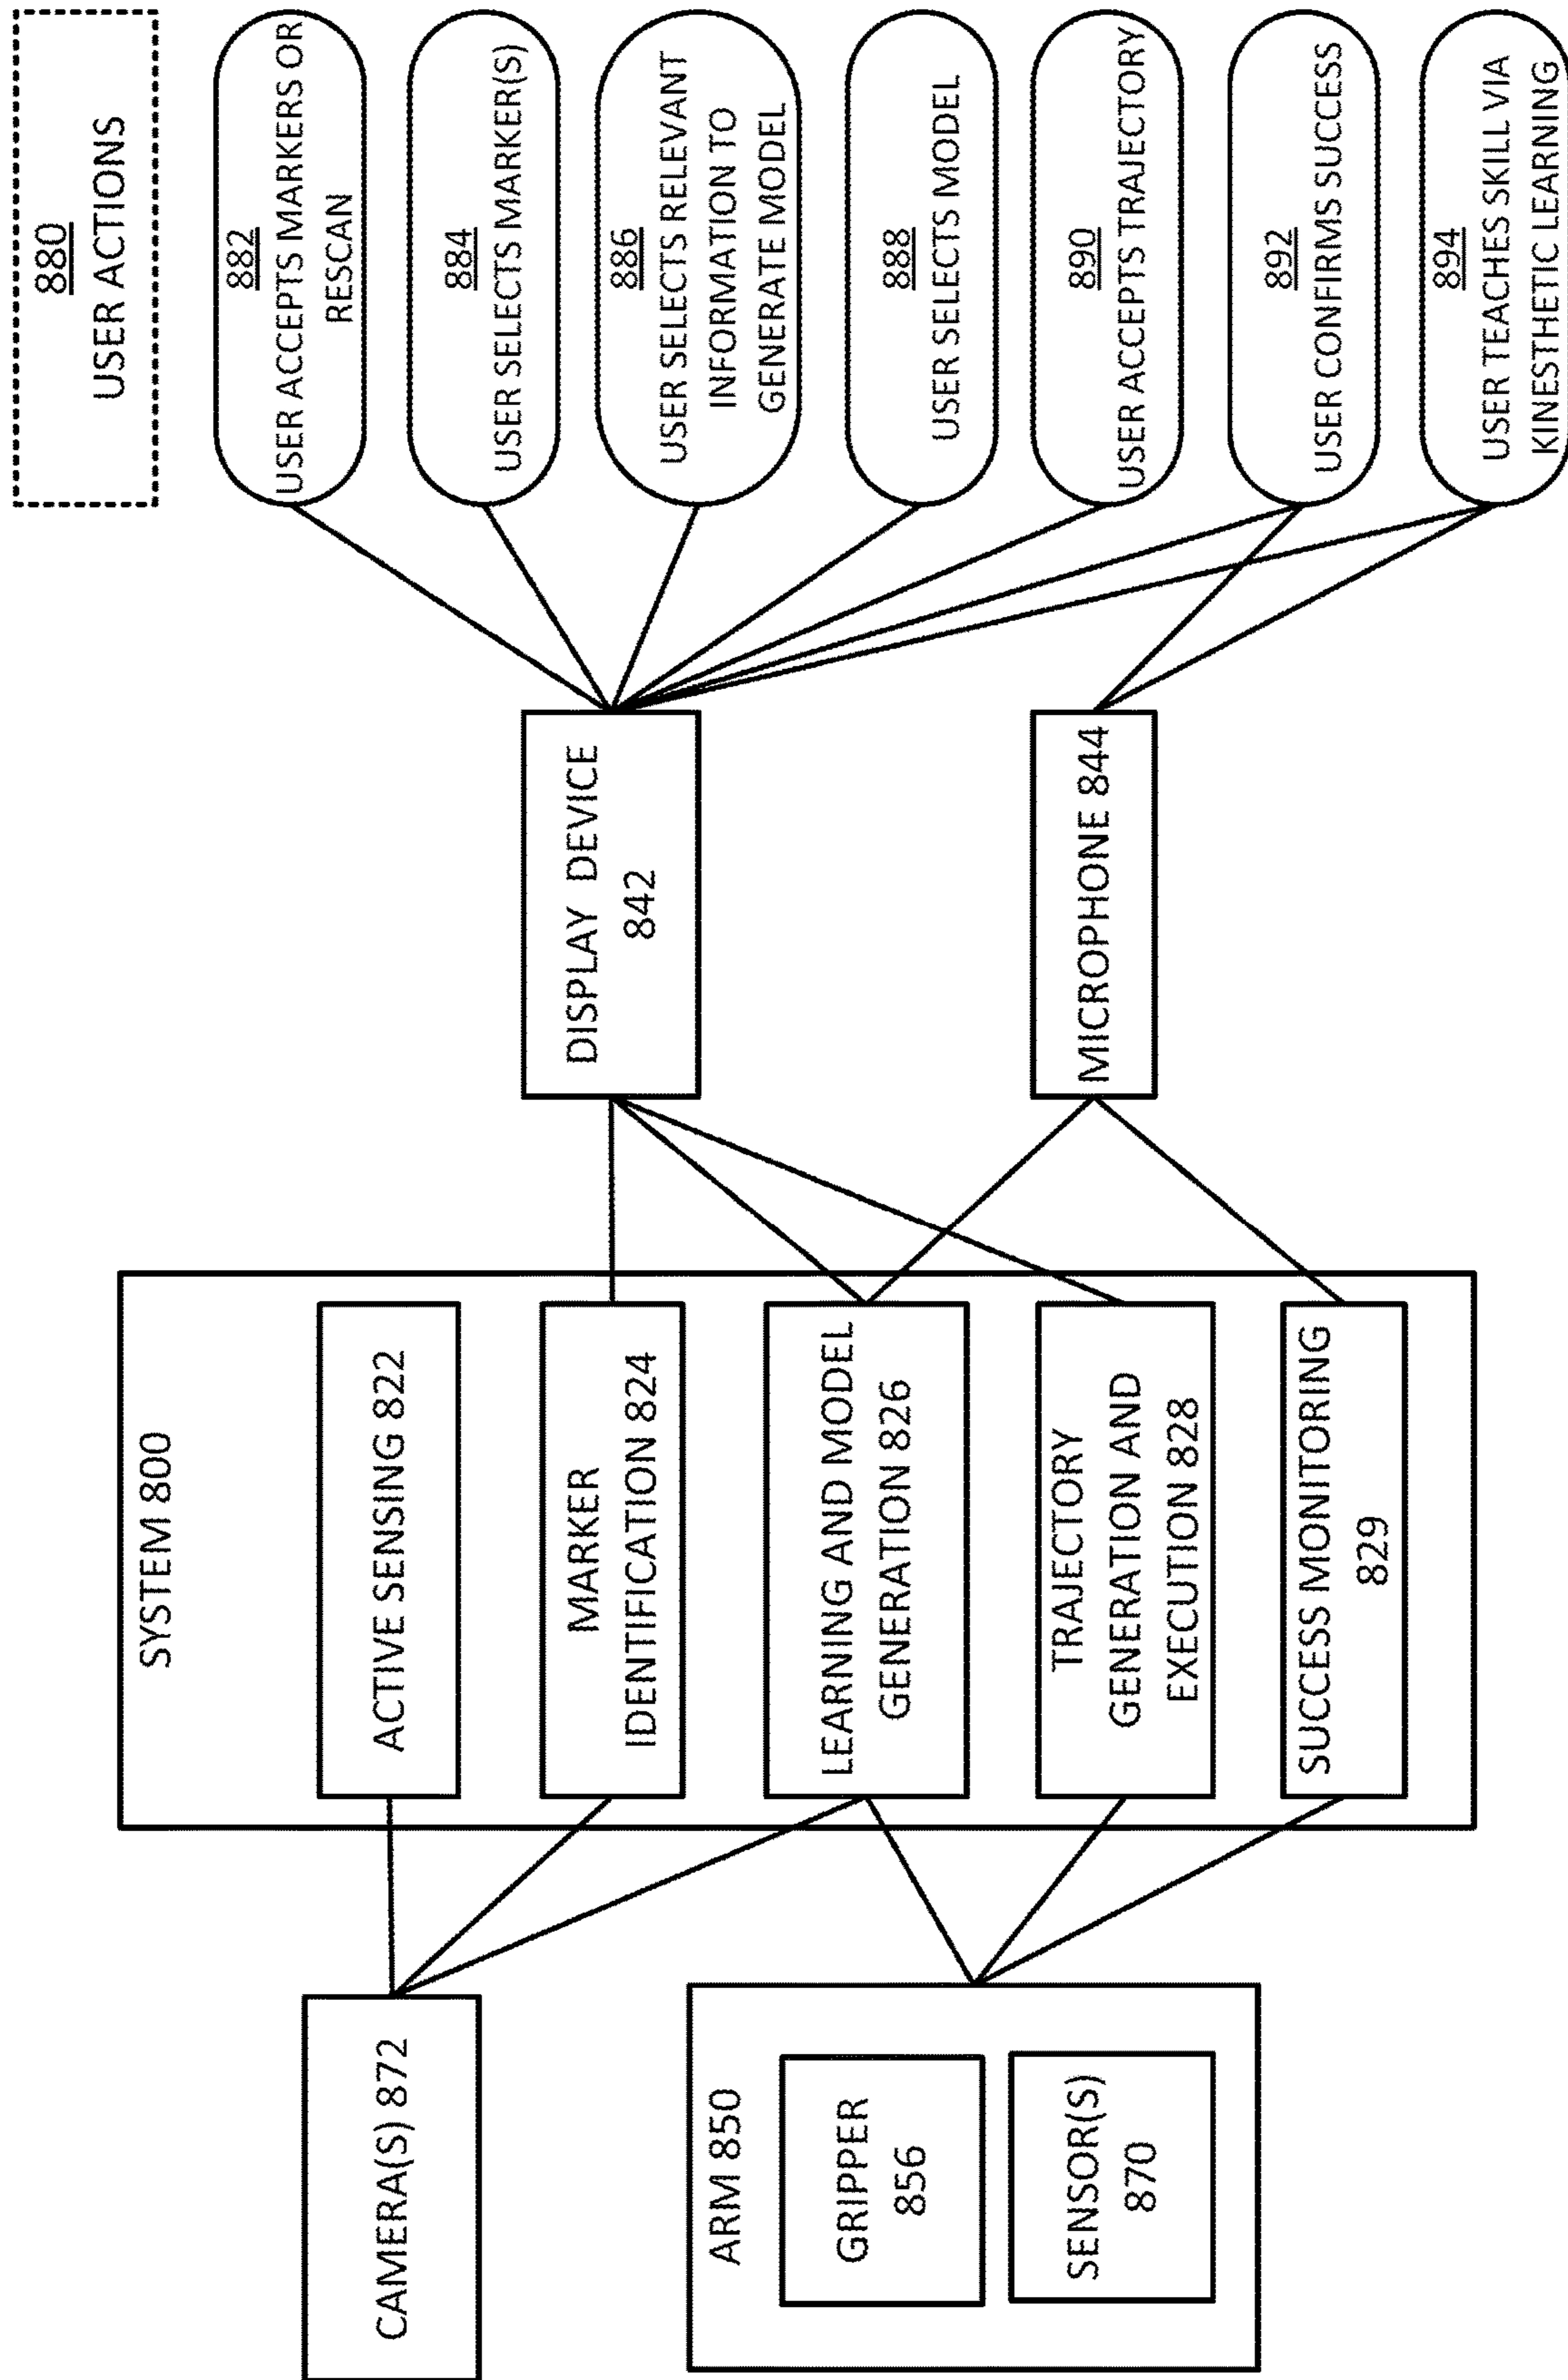 CAMERA(S) 872
ARM 850
GRIPPER
856
SENSOR(S)
870
SYSTEM 800
ACTIVE SENSING 822
MARKER
IDENTIFICATION 824
LEARNING AND MODEL
GENERATION 826
TRAJECTORY
GENERATION AND
EXECUTION 828
SUCCESS MONITORING
829
DISPLAY DEVICE
842
MICROPHONE 844
880
USER ACTIONS
882
USER ACCEPTS MARKERS OR
RESCAN
884
USER SELECTS MARKER(S)
886
USER SELECTS RELEVANT
INFORMATION TO
GENERATE MODEL
888
USER SELECTS MODEL
890
USER ACCEPTS TRAJECTORY
892
USER CONFIRMS SUCCESS
894
USER TEACHES SKILL VIA
KINESTHETIC LEARNING